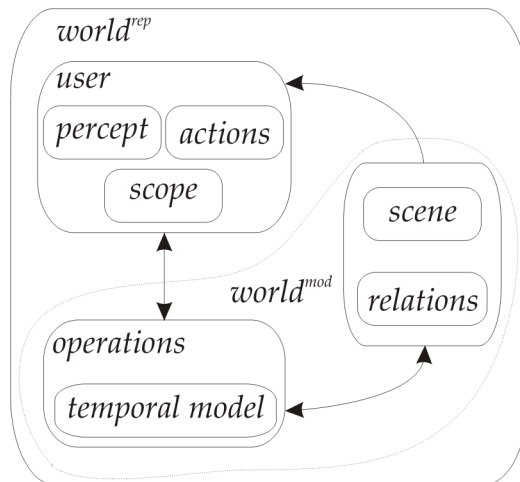 world^rep
user
percept
actions
scope
scene
world^mod
relations
operations
temporal model